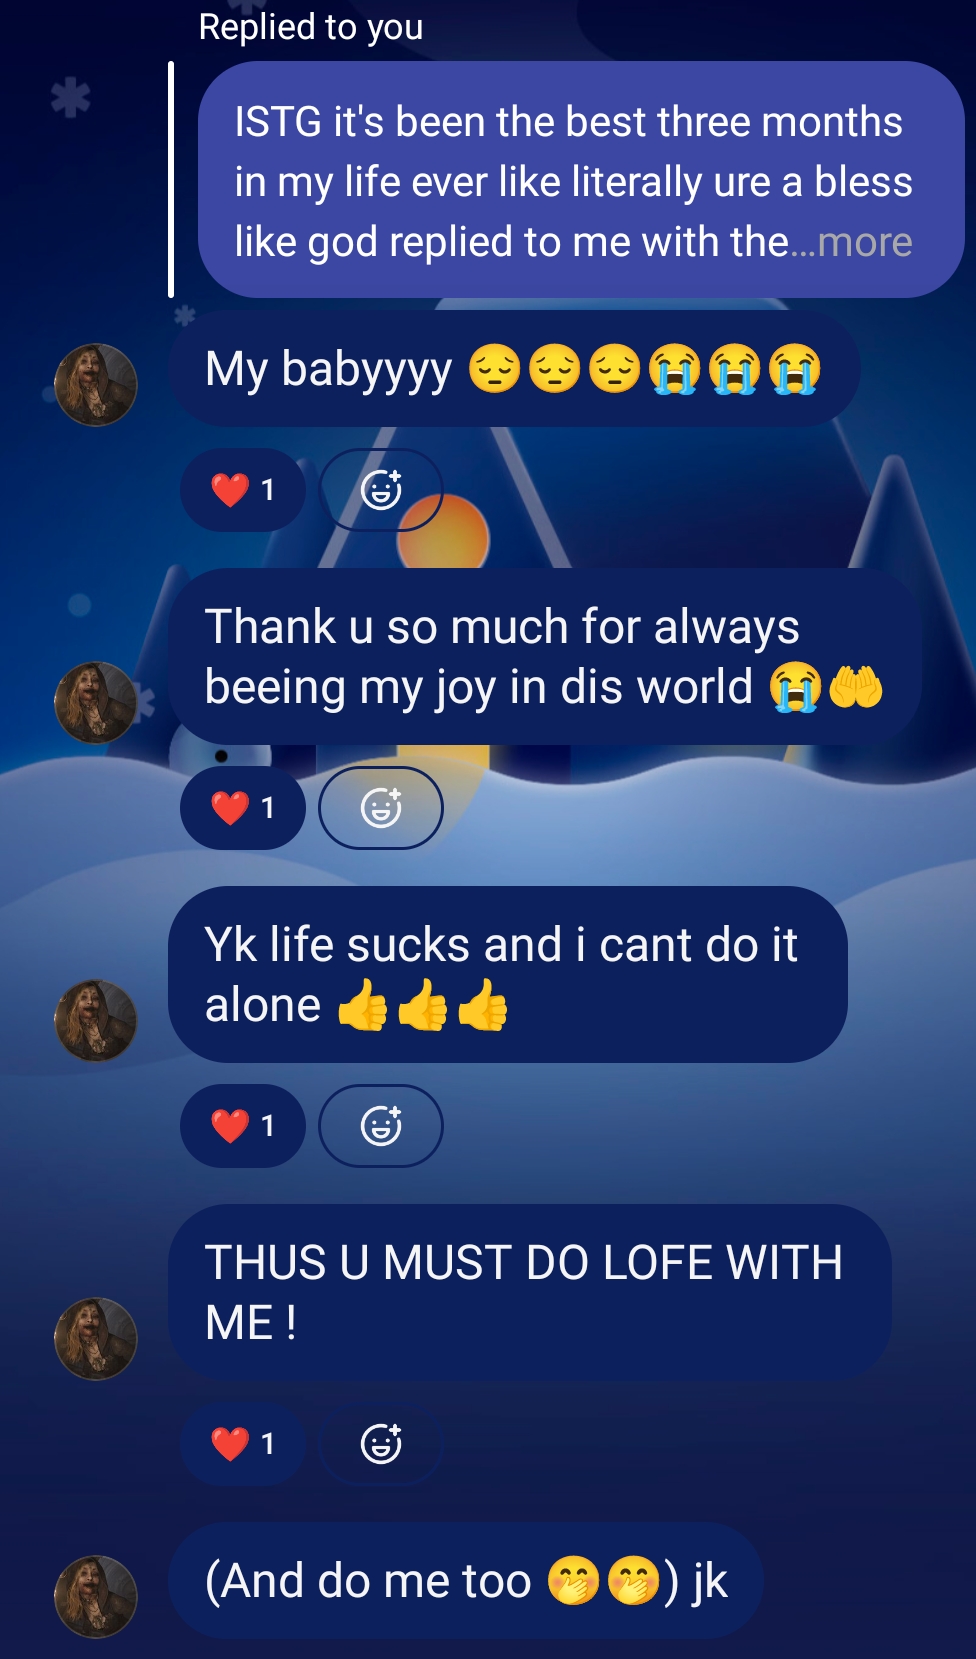 Replied to you
ISTG it's been the best three months
in my life ever like literally ure a bless
like god replied to me with the...more
My babyyyy 😔😔😔😭😭😭
❤️ 1
Thank u so much for always
beeing my joy in dis world 😭🤲
❤️ 1
Yk life sucks and i cant do it
alone 👍👍👍
❤️ 1
THUS U MUST DO LOFE WITH
ME !
❤️ 1
(And do me too 🤭🤭) jk